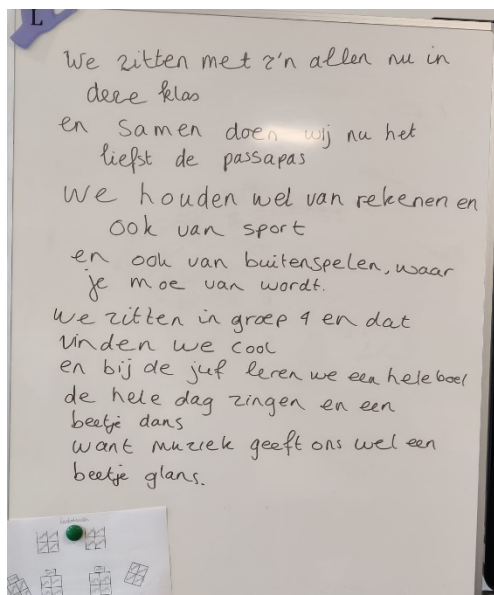 L
We zitten met z'n allen nu in
deze klas
en samen doen wij nu het
liefst de passapas
We houden wel van rekenen en
ook van sport
en ook van buitenspelen, waar
je moe van wordt.
We zitten in groep 4 en dat
vinden we cool
en bij de juf leren we een heleboel
de hele dag zingen en een
beetje dans
want muziek geeft ons wel een
beetje glans.